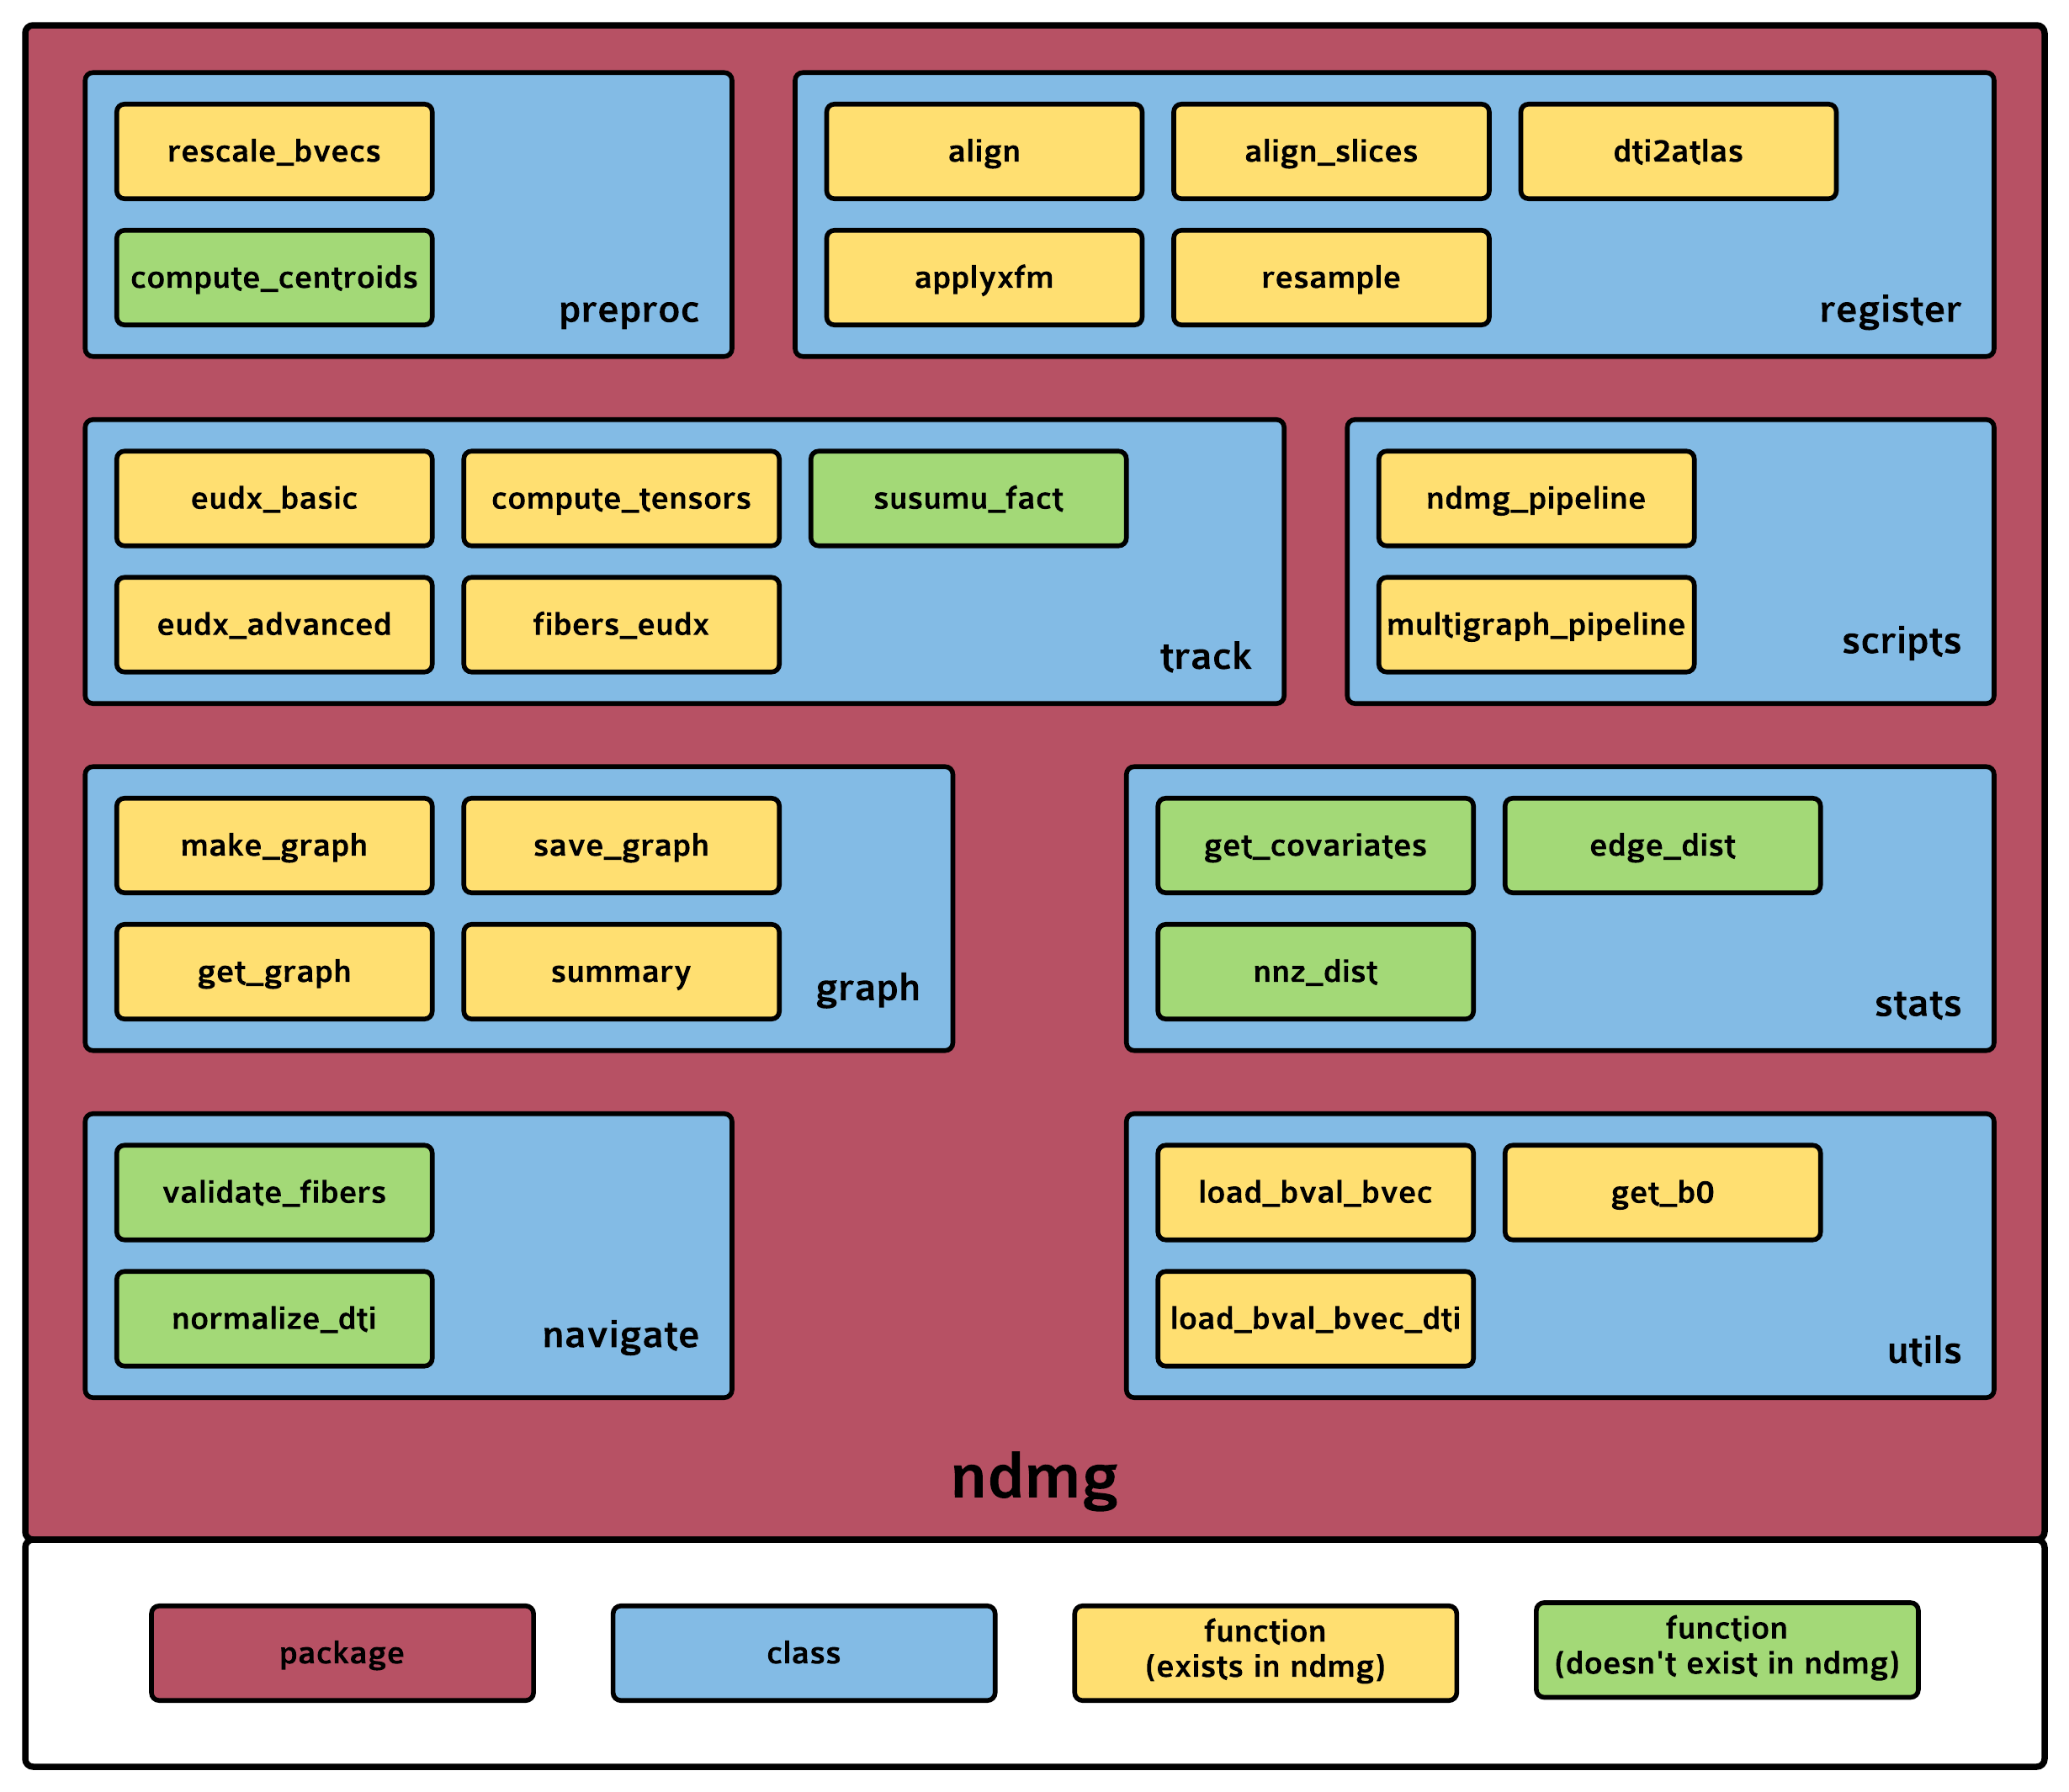 rescale_bvecs
compute_centroids
preproc
align
align_slices
dti2atlas
applyxfm
resample
register
eudx_basic
compute_tensors
susumu_fact
eudx_advanced
fibers_eudx
track
ndmg_pipeline
multigraph_pipeline
scripts
make_graph
save_graph
get_graph
summary
graph
get_covariates
edge_dist
nnz_dist
stats
validate_fibers
normalize_dti
navigate
load_bval_bvec
get_b0
load_bval_bvec_dti
utils
ndmg
package
class
function
(exists in ndmg)
function
(doesn't exist in ndmg)